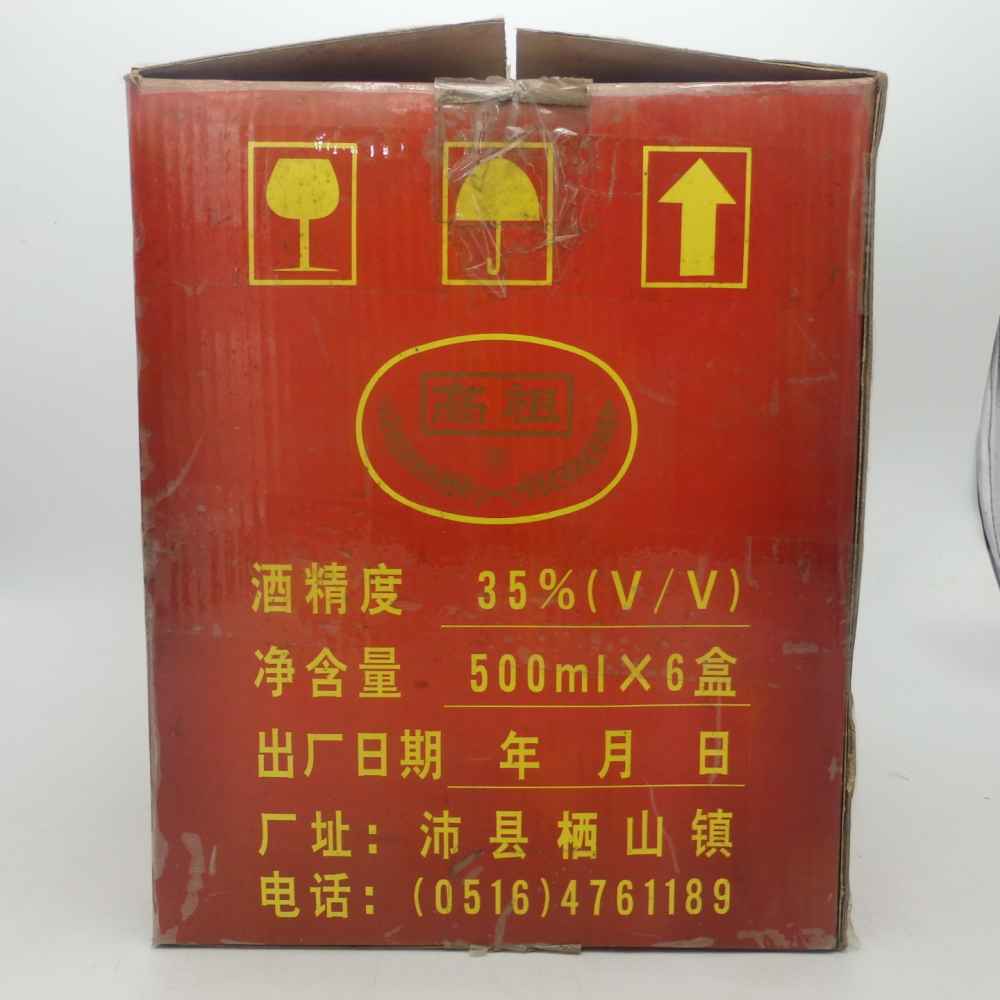 高祖
酒精度 35%(V/V)
净含量 500ml×6盒
出厂日期 年 月 日
厂址：沛县栖山镇
电话：(0516)4761189